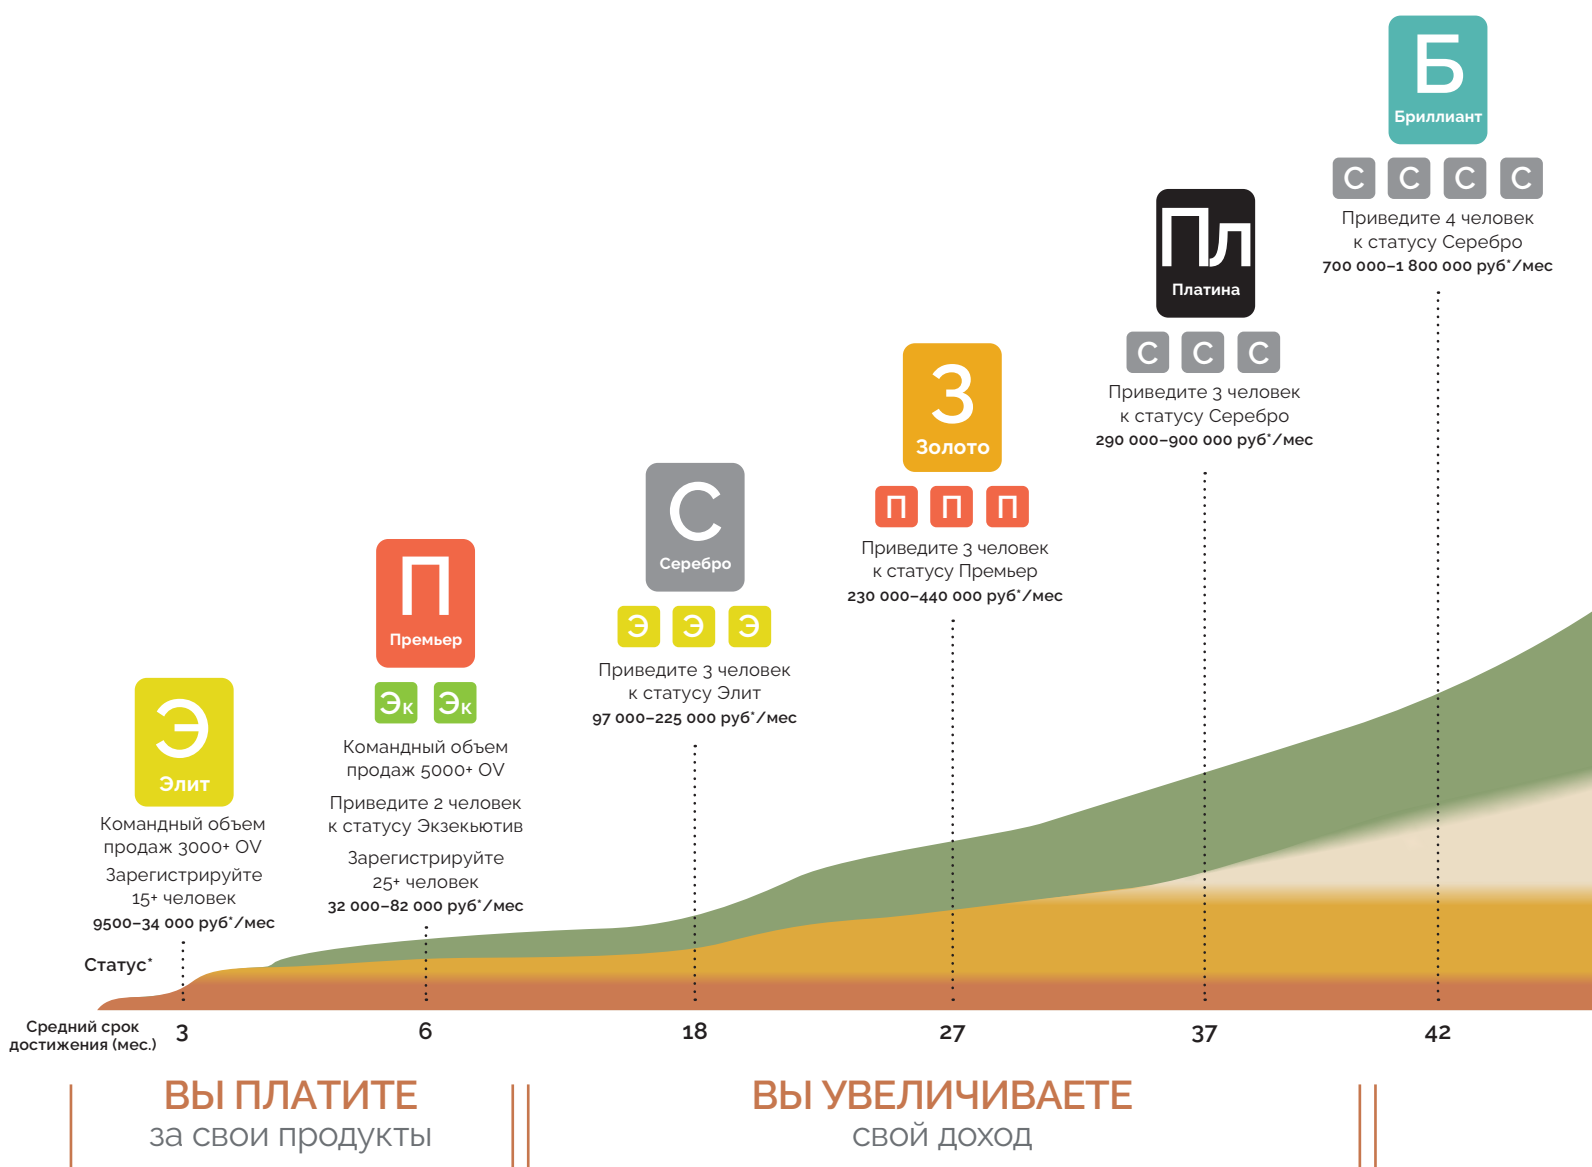 Э
Элит
Командный объем
продаж 3000+ OV
Зарегистрируйте
15+ человек
9500–34 000 руб*/мес
П
Премьер
Эк Эк
Командный объем
продаж 5000+ OV
Приведите 2 человек
к статусу Экзекьютив
Зарегистрируйте
25+ человек
32 000–82 000 руб*/мес
С
Серебро
Э Э Э
Приведите 3 человек
к статусу Элит
97 000–225 000 руб*/мес
З
Золото
П П П
Приведите 3 человек
к статусу Премьер
230 000–440 000 руб*/мес
Пл
Платина
С С С
Приведите 3 человек
к статусу Серебро
290 000–900 000 руб*/мес
Б
Бриллиант
С С С С
Приведите 4 человек
к статусу Серебро
700 000–1 800 000 руб*/мес
Статус*
Средний срок
достижения (мес.)
3 6 18 27 37 42
ВЫ ПЛАТИТЕ
за свои продукты
ВЫ УВЕЛИЧИВАЕТЕ
свой доход